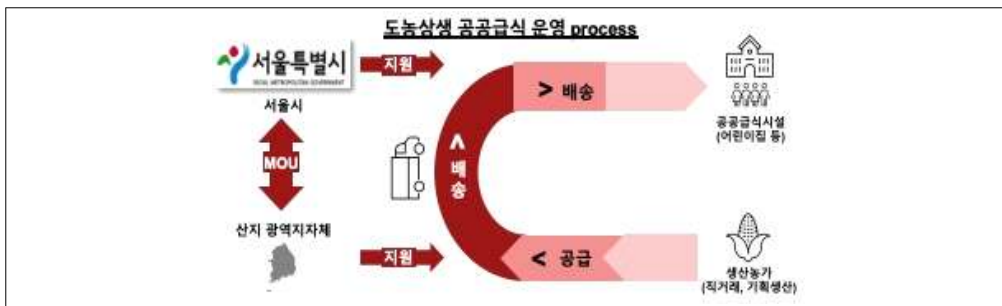 도농상생 공공급식 운영 process
서울특별시
SEOUL METROPOLITAN GOVERNMENT
서울시
지원
> 배송
공공급식시설
(어린이집 등)
MOU
< 배송
산지 광역지자체
지원
< 공급
생산농가
(직거래, 기획생산)